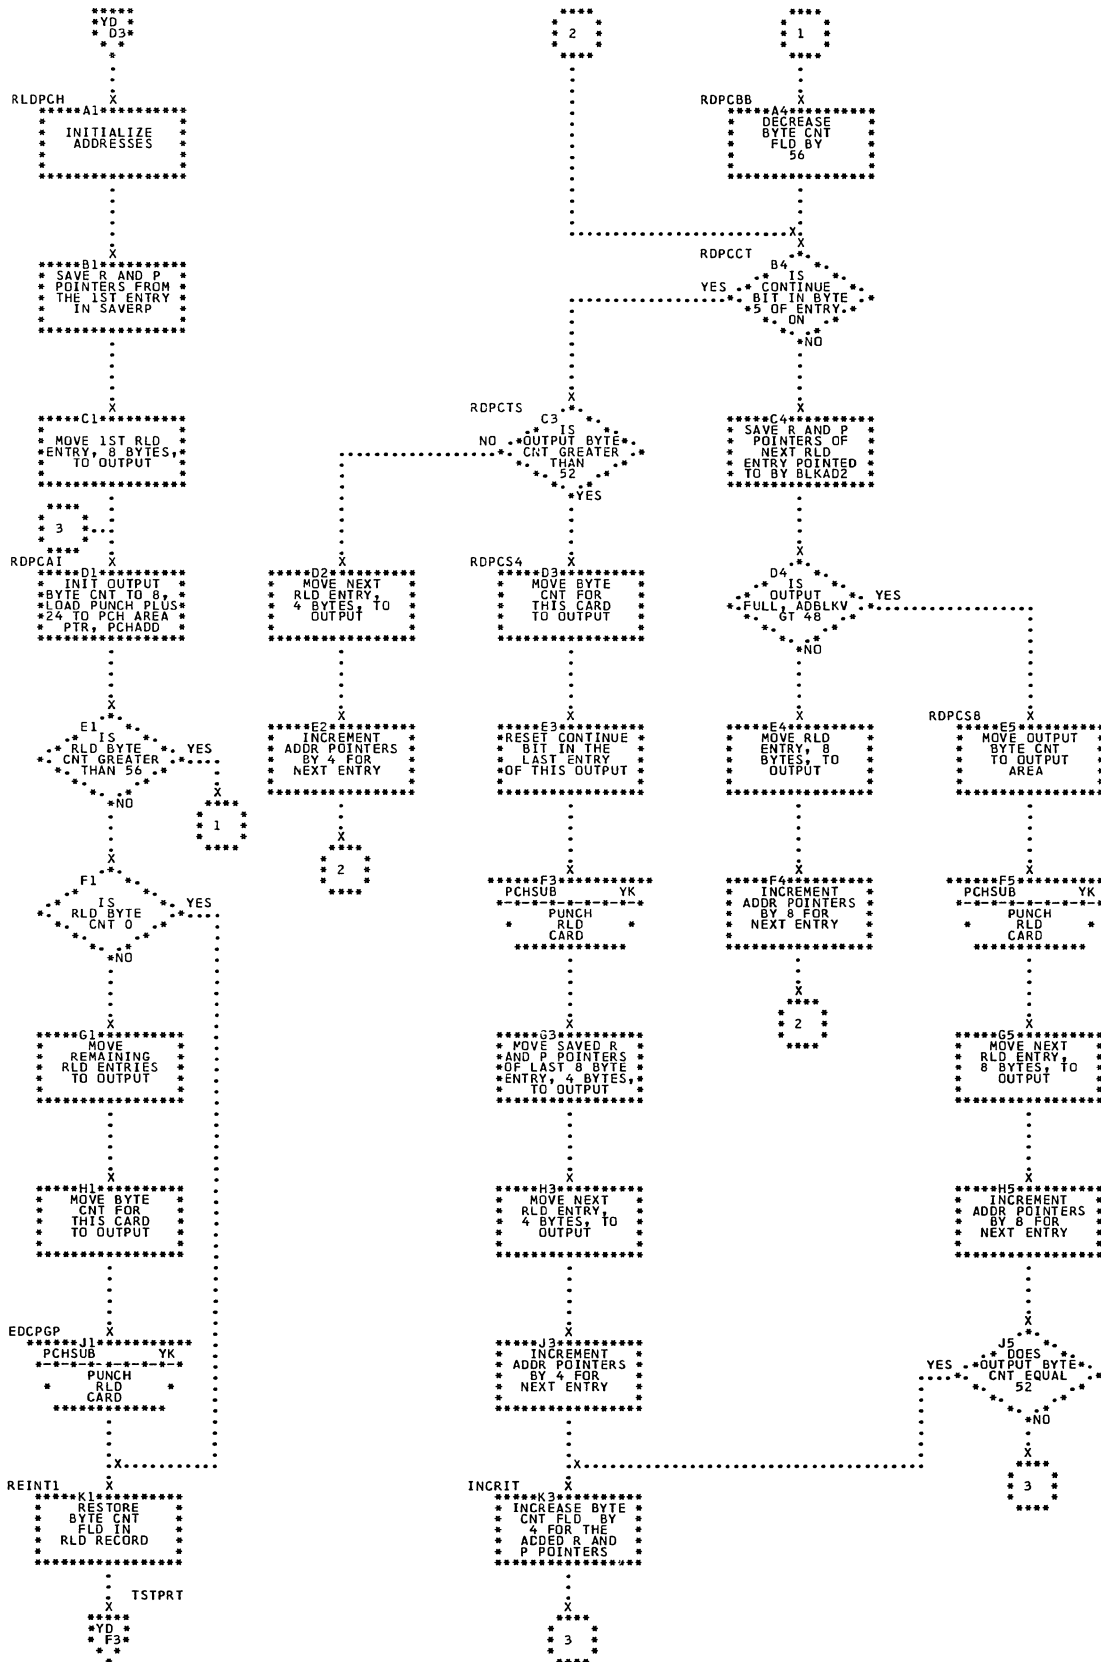 YD
D3
2
1
RLDPCH
A1
INITIALIZE
ADDRESSES
RDPCBB
A4
DECREASE
BYTE CNT
FLD BY
56
B1
SAVE R AND P
POINTERS FROM
THE 1ST ENTRY
IN SAVERP
RDPCCT
B4
IS
CONTINUE
BIT IN BYTE
5 OF ENTRY
ON
YES
NO
C1
MOVE 1ST RLD
ENTRY, 8 BYTES,
TO OUTPUT
RDPCTS
C3
IS
OUTPUT BYTE
CNT GREATER
THAN
52
NO
YES
C4
SAVE R AND P
POINTERS OF
NEXT RLD
ENTRY POINTED
TO BY BLKAD2
3
RDPCAI
D1
INIT OUTPUT
BYTE CNT TO 8,
LOAD PUNCH PLUS
24 TO PCH AREA
PTR, PCHADD
D2
MOVE NEXT
RLD ENTRY,
4 BYTES, TO
OUTPUT
RDPCS4
D3
MOVE BYTE
CNT FOR
THIS CARD
TO OUTPUT
D4
IS
OUTPUT
FULL, ADBLKV
GT 48
YES
NO
E1
IS
RLD BYTE
CNT GREATER
THAN 56
YES
NO
1
E2
INCREMENT
ADDR POINTERS
BY 4 FOR
NEXT ENTRY
2
E3
RESET CONTINUE
BIT IN THE
LAST ENTRY
OF THIS OUTPUT
E4
MOVE RLD
ENTRY, 8
BYTES, TO
OUTPUT
RDPCS8
E5
MOVE OUTPUT
BYTE CNT
TO OUTPUT
AREA
F1
IS
RLD BYTE
CNT 0
YES
NO
F3
PCHSUB YK
PUNCH
RLD
CARD
F4
INCREMENT
ADDR POINTERS
BY 8 FOR
NEXT ENTRY
2
F5
PCHSUB YK
PUNCH
RLD
CARD
G1
MOVE
REMAINING
RLD ENTRIES
TO OUTPUT
G3
MOVE SAVED R
AND P POINTERS
OF LAST 8 BYTE
ENTRY, 4 BYTES,
TO OUTPUT
G5
MOVE NEXT
RLD ENTRY,
8 BYTES, TO
OUTPUT
H1
MOVE BYTE
CNT FOR
THIS CARD
TO OUTPUT
H3
MOVE NEXT
RLD ENTRY,
4 BYTES, TO
OUTPUT
H5
INCREMENT
ADDR POINTERS
BY 8 FOR
NEXT ENTRY
EDCPGP
J1
PCHSUB YK
PUNCH
RLD
CARD
J3
INCREMENT
ADDR POINTERS
BY 4 FOR
NEXT ENTRY
J5
DOES
OUTPUT BYTE
CNT EQUAL
52
YES
NO
3
REINT1
K1
RESTORE
BYTE CNT
FLD IN
RLD RECORD
INCRIT
K3
INCREASE BYTE
CNT FLD BY
4 FOR THE
ADDED R AND
P POINTERS
TSTPRT
YD
F3
3